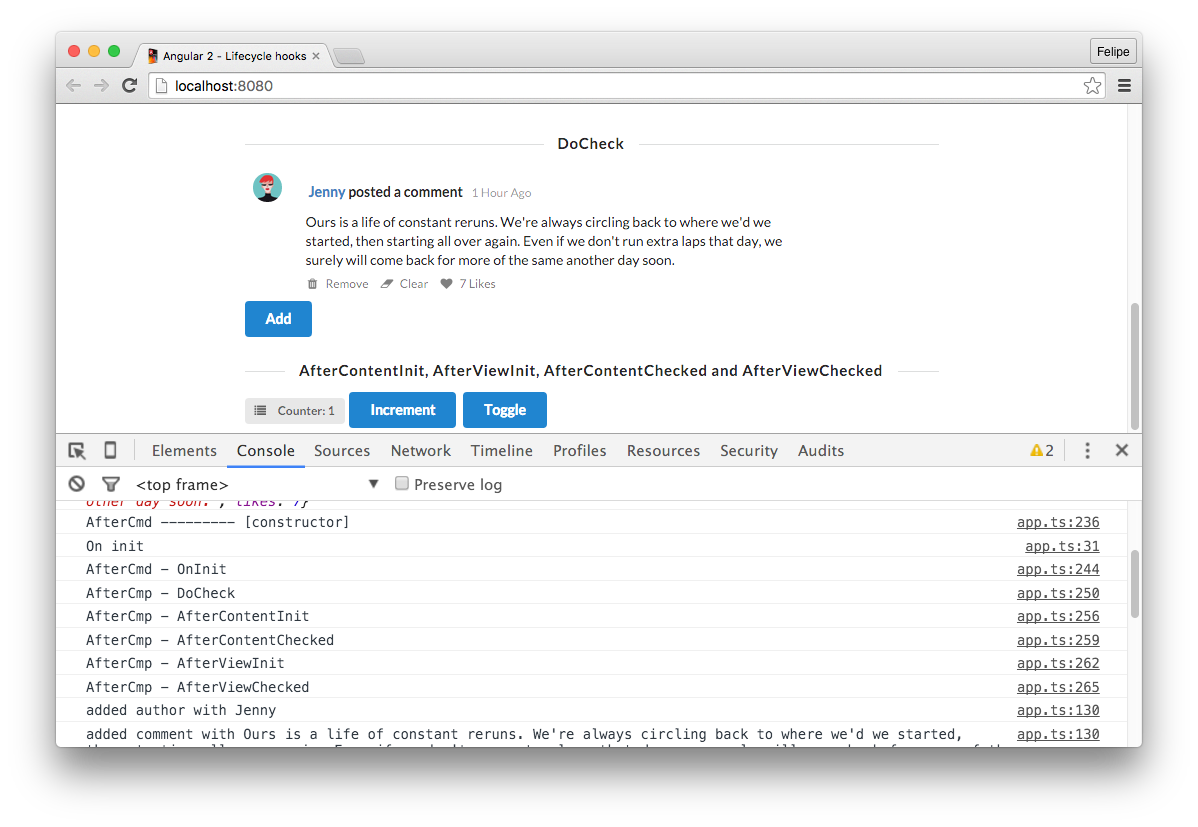 Angular 2 - Lifecycle hooks
Felipe
localhost:8080
DoCheck
Jenny posted a comment 1 Hour Ago
Ours is a life of constant reruns. We're always circling back to where we'd we
started, then starting all over again. Even if we don't run extra laps that day, we
surely will come back for more of the same another day soon.
Remove Clear 7 Likes
Add
AfterContentInit, AfterViewInit, AfterContentChecked and AfterViewChecked
Counter: 1 Increment Toggle
Elements Console Sources Network Timeline Profiles Resources Security Audits 2
<top frame> Preserve log
other day soon.", likes: 7}
AfterCmd --------- [constructor] app.ts:236
On init app.ts:31
AfterCmd - OnInit app.ts:244
AfterCmp - DoCheck app.ts:250
AfterCmp - AfterContentInit app.ts:256
AfterCmp - AfterContentChecked app.ts:259
AfterCmp - AfterViewInit app.ts:262
AfterCmp - AfterViewChecked app.ts:265
added author with Jenny app.ts:130
added comment with Ours is a life of constant reruns. We're always circling back to where we'd we started, app.ts:130